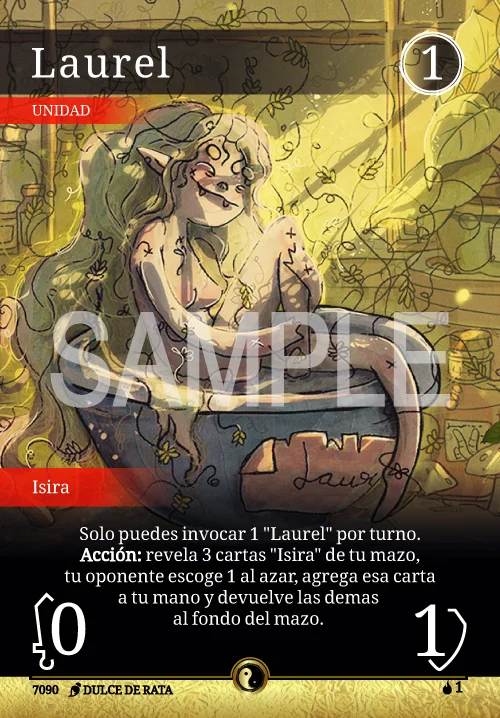 Laurel
1
UNIDAD
SAMPLE
Lauri
Isira
Solo puedes invocar 1 "Laurel" por turno.
Acción: revela 3 cartas "Isira" de tu mazo,
tu oponente escoge 1 al azar, agrega esa carta
a tu mano y devuelve las demas
al fondo del mazo.
0
1
7090 DULCE DE RATA
1